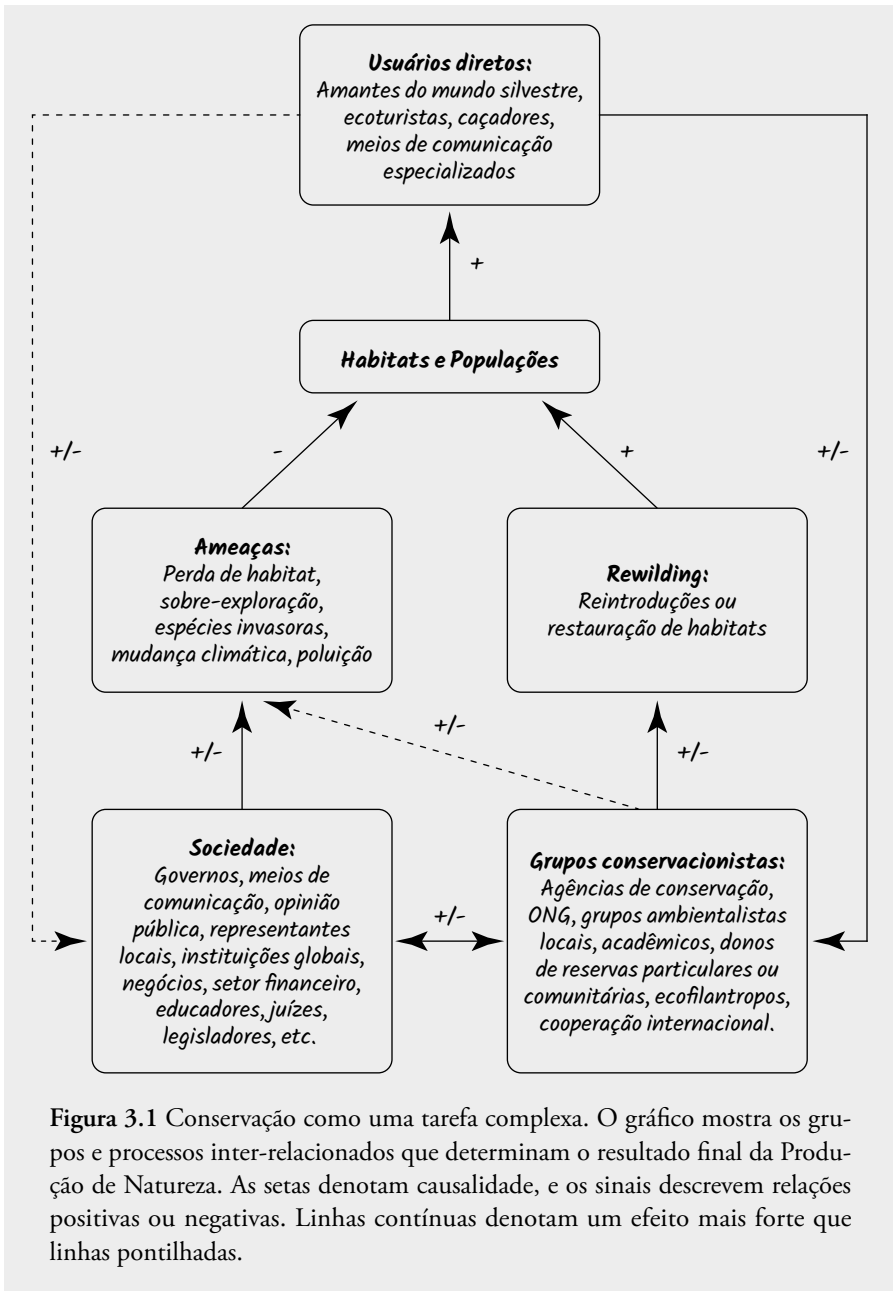 Usuários diretos:
Amantes do mundo silvestre,
ecoturistas, caçadores,
meios de comunicação
especializados
+
Habitats e Populações
+/-
-
+
+/-
Ameaças:
Perda de habitat,
sobre-exploração,
espécies invasoras,
mudança climática, poluição
Rewilding:
Reintroduções ou
restauração de habitats
+/-
+/-
+/-
Sociedade:
Governos, meios de
comunicação, opinião
pública, representantes
locais, instituições globais,
negócios, setor financeiro,
educadores, juízes,
legisladores, etc.
+/-
Grupos conservacionistas:
Agências de conservação,
ONG, grupos ambientalistas
locais, acadêmicos, donos
de reservas particulares ou
comunitárias, ecofilantropos,
cooperação internacional.
Figura 3.1 Conservação como uma tarefa complexa. O gráfico mostra os gru-
pos e processos inter-relacionados que determinam o resultado final da Produ-
ção de Natureza. As setas denotam causalidade, e os sinais descrevem relações
positivas ou negativas. Linhas contínuas denotam um efeito mais forte que
linhas pontilhadas.